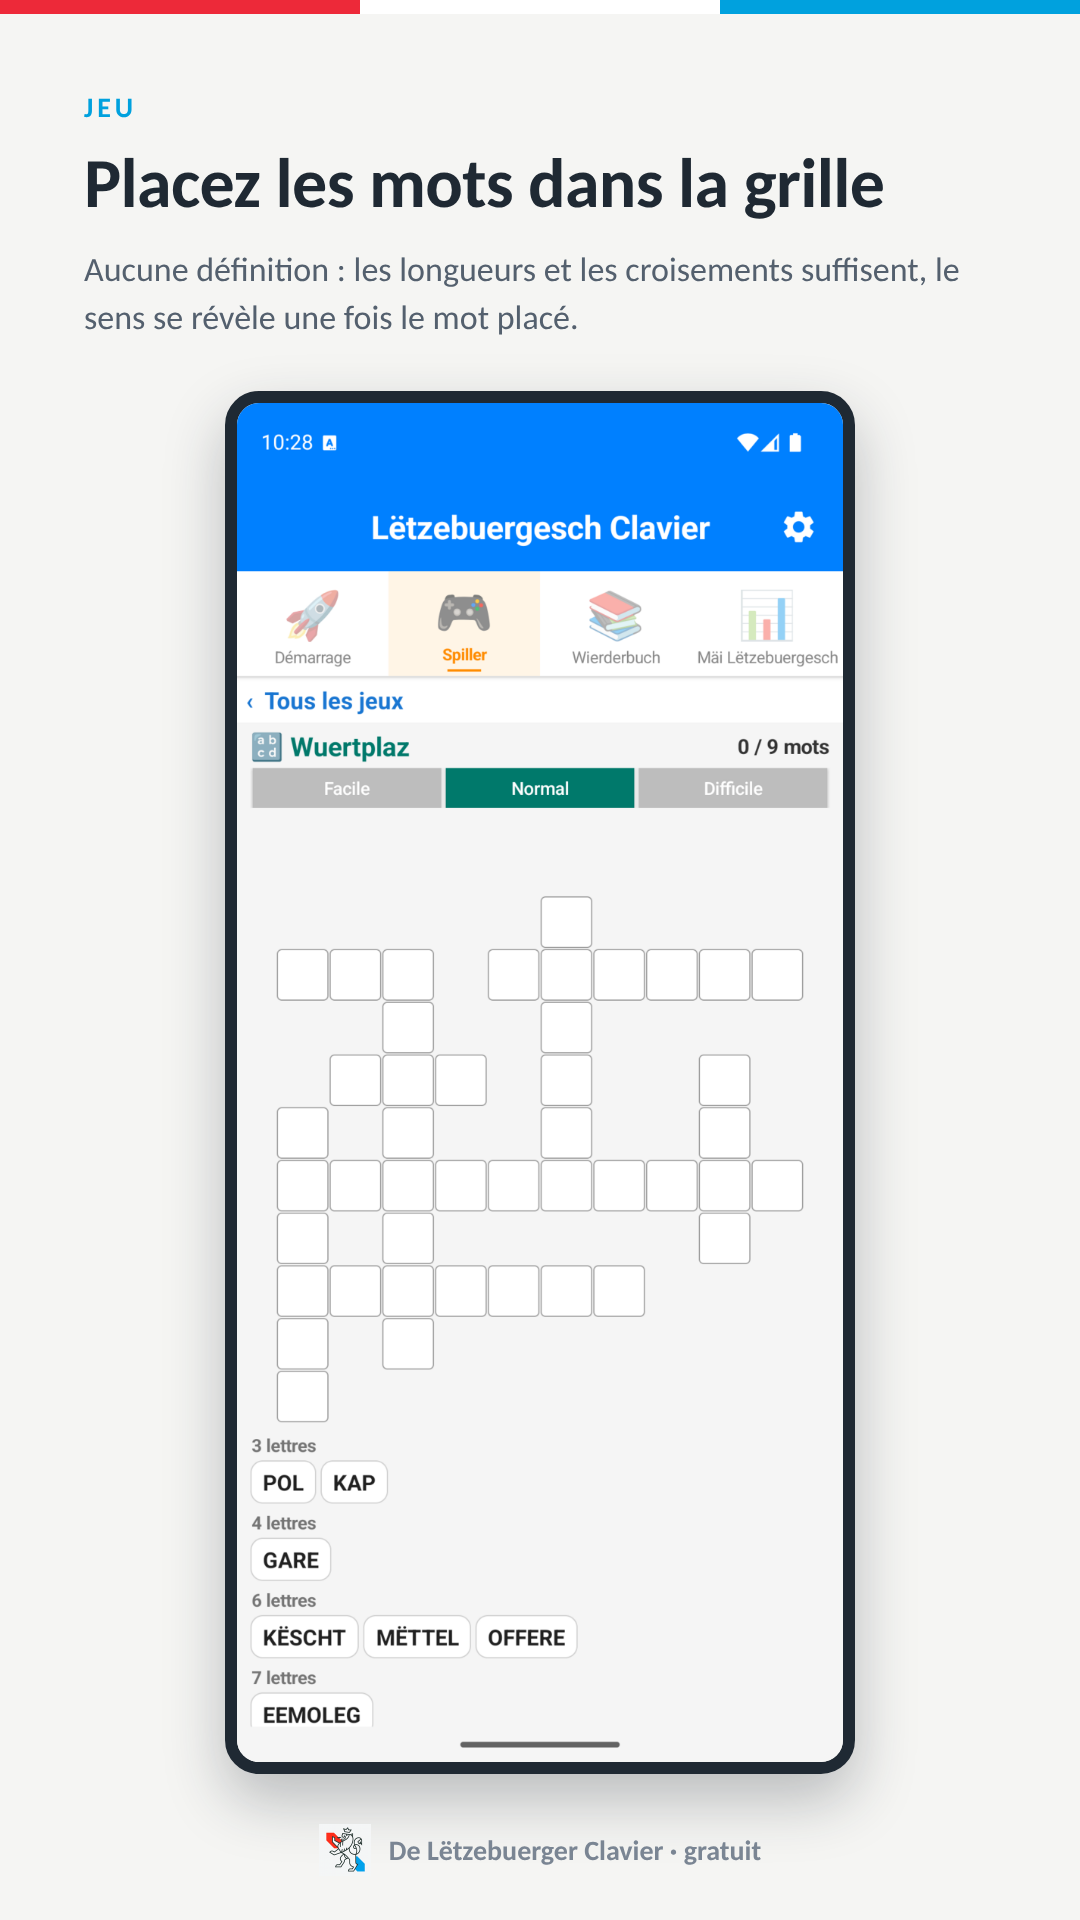 JEU
Placez les mots dans la grille
Aucune définition : les longueurs et les croisements suffisent, le
sens se révèle une fois le mot placé.
10:28
Lëtzebuergesch Clavier
Démarrage
Spiller
Wierderbuch
Mäi Lëtzebuergesch
‹ Tous les jeux
Wuertplaz
0 / 9 mots
Facile
Normal
Difficile
3 lettres
POL
KAP
4 lettres
GARE
6 lettres
KËSCHT
MËTTEL
OFFERE
7 lettres
EEMOLEG
De Lëtzebuerger Clavier · gratuit